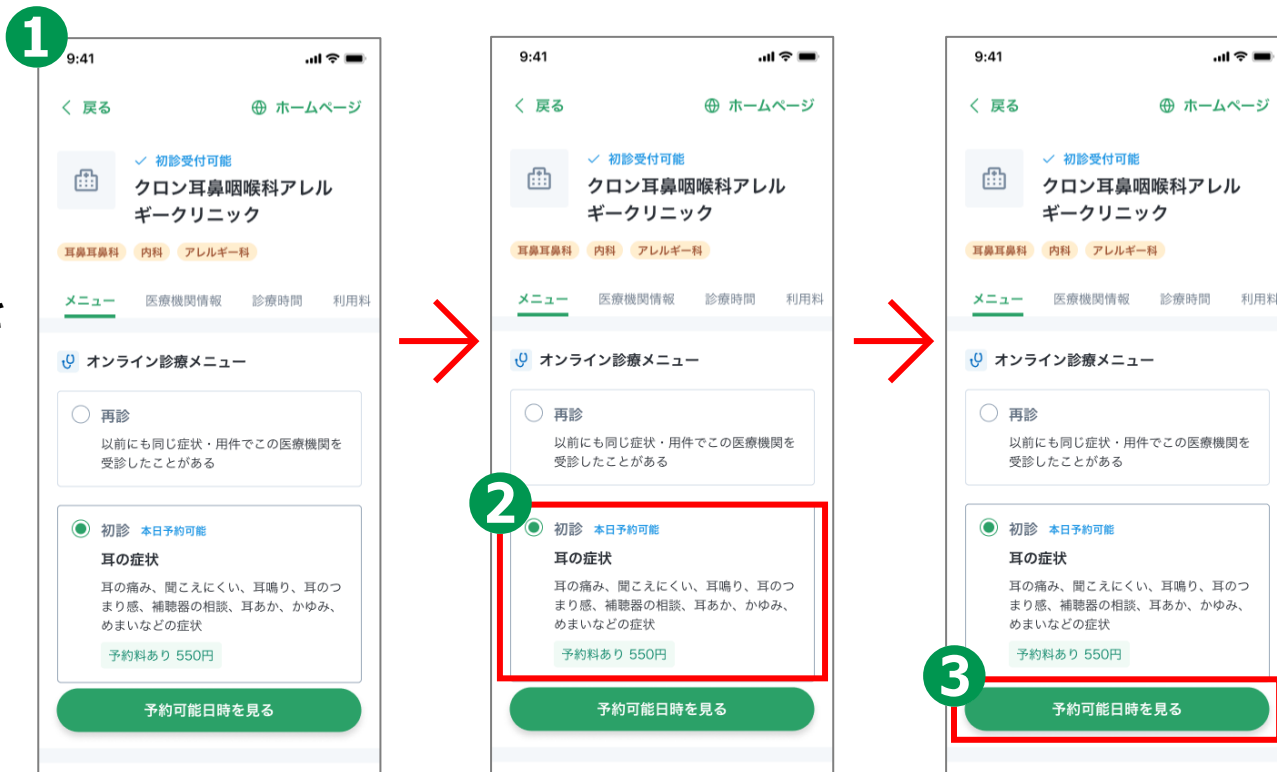 1
9:41
戻る
ホームページ
初診受付可能
クロン耳鼻咽喉科アレル
ギークリニック
耳鼻耳鼻科 内科 アレルギー科
メニュー 医療機関情報 診療時間 利用料
オンライン診療メニュー
再診
以前にも同じ症状・用件でこの医療機関を
受診したことがある
初診 本日予約可能
耳の症状
耳の痛み、聞こえにくい、耳鳴り、耳のつ
まり感、補聴器の相談、耳あか、かゆみ、
めまいなどの症状
予約料あり 550円
予約可能日時を見る
9:41
戻る
ホームページ
初診受付可能
クロン耳鼻咽喉科アレル
ギークリニック
耳鼻耳鼻科 内科 アレルギー科
メニュー 医療機関情報 診療時間 利用料
オンライン診療メニュー
再診
以前にも同じ症状・用件でこの医療機関を
受診したことがある
2
初診 本日予約可能
耳の症状
耳の痛み、聞こえにくい、耳鳴り、耳のつ
まり感、補聴器の相談、耳あか、かゆみ、
めまいなどの症状
予約料あり 550円
予約可能日時を見る
9:41
戻る
ホームページ
初診受付可能
クロン耳鼻咽喉科アレル
ギークリニック
耳鼻耳鼻科 内科 アレルギー科
メニュー 医療機関情報 診療時間 利用料
オンライン診療メニュー
再診
以前にも同じ症状・用件でこの医療機関を
受診したことがある
初診 本日予約可能
耳の症状
耳の痛み、聞こえにくい、耳鳴り、耳のつ
まり感、補聴器の相談、耳あか、かゆみ、
めまいなどの症状
予約料あり 550円
3
予約可能日時を見る